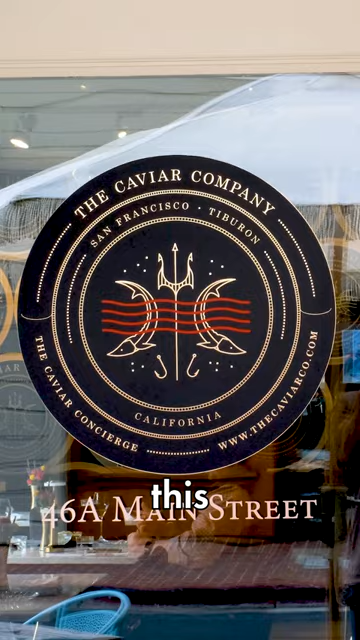 THE CAVIAR COMPANY
SAN FRANCISCO · TIBURON
CALIFORNIA
THE CAVIAR CONCIERGE
WWW.THECAVIARCO.COM
this
46A MAIN STREET